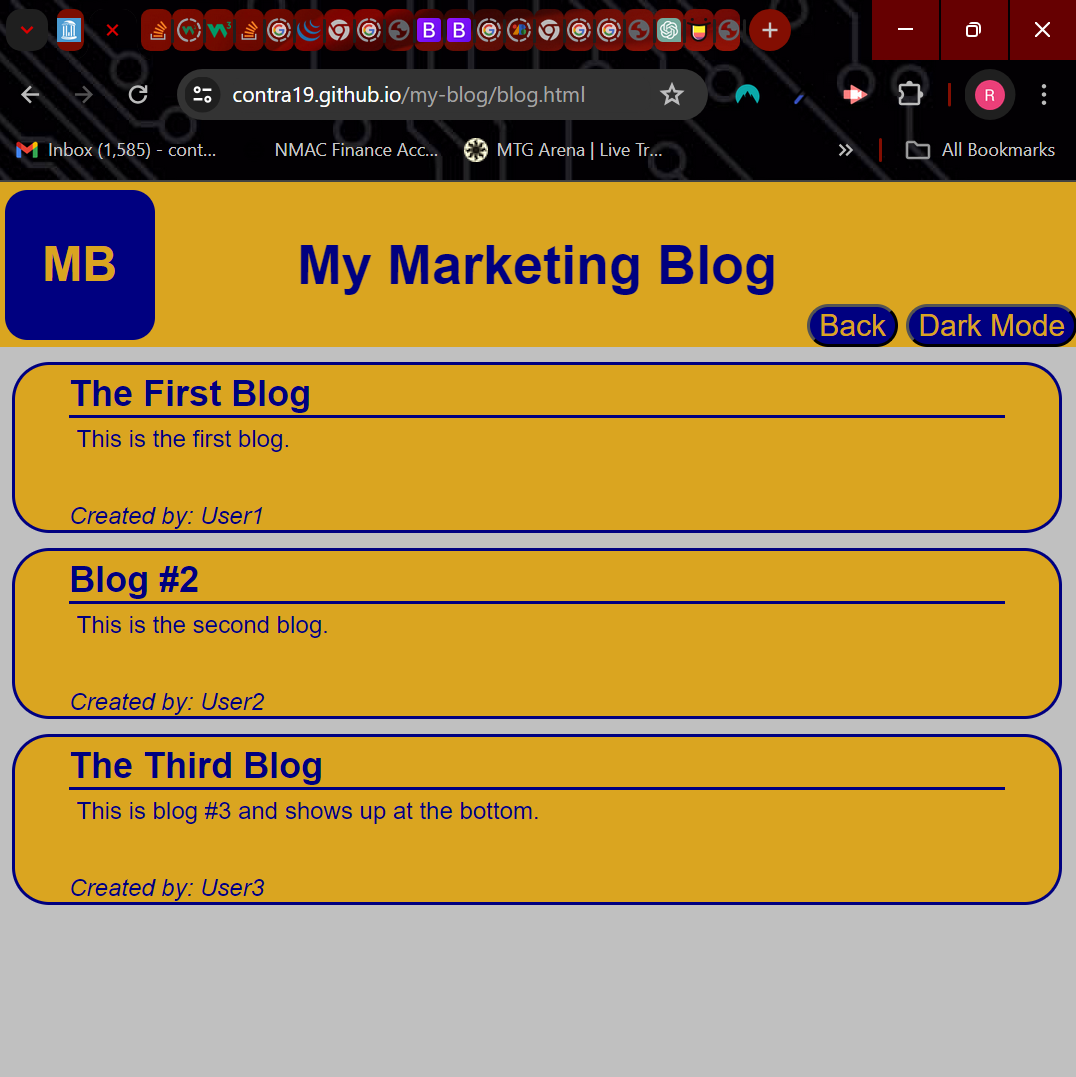 contra19.github.io/my-blog/blog.html
R
Inbox (1,585) - cont...
NMAC Finance Acc...
MTG Arena | Live Tr...
All Bookmarks
MB
My Marketing Blog
Back
Dark Mode
The First Blog
This is the first blog.
Created by: User1
Blog #2
This is the second blog.
Created by: User2
The Third Blog
This is blog #3 and shows up at the bottom.
Created by: User3